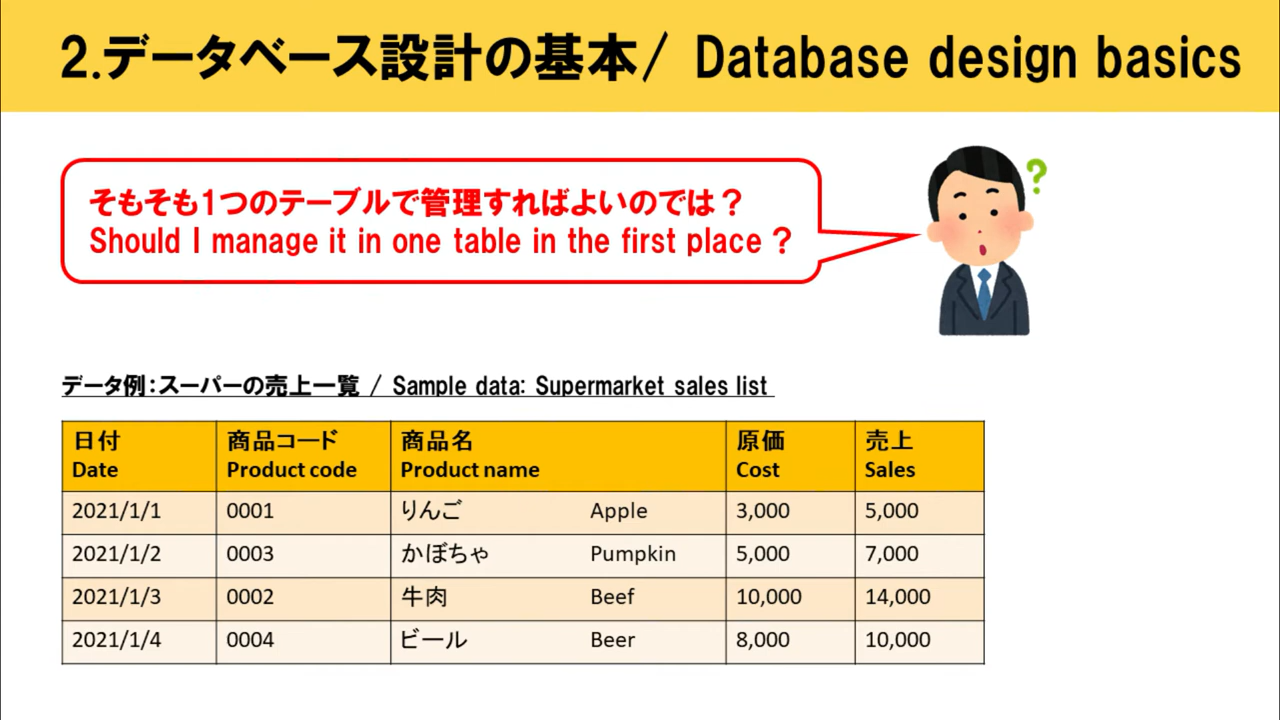 2.データベース設計の基本/ Database design basics
そもそも1つのテーブルで管理すればよいのでは？
Should I manage it in one table in the first place ?
?
データ例：スーパーの売上一覧 / Sample data: Supermarket sales list
日付 商品コード 商品名 原価 売上
Date Product code Product name Cost Sales
2021/1/1 0001 りんご Apple 3,000 5,000
2021/1/2 0003 かぼちゃ Pumpkin 5,000 7,000
2021/1/3 0002 牛肉 Beef 10,000 14,000
2021/1/4 0004 ビール Beer 8,000 10,000